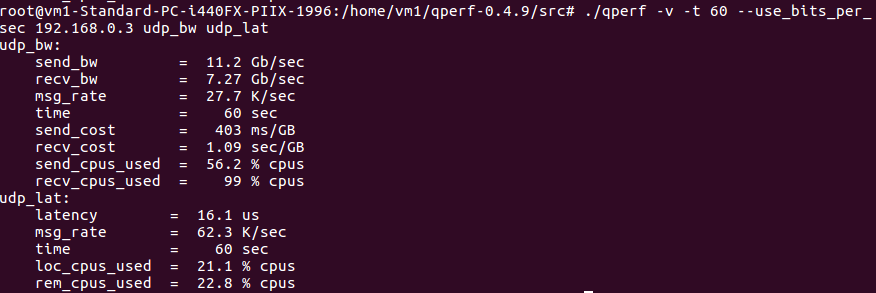 root@vm1-Standard-PC-i440FX-PIIX-1996:/home/vm1/qperf-0.4.9/src# ./qperf -v -t 60 --use_bits_per_
sec 192.168.0.3 udp_bw udp_lat
udp_bw:
    send_bw         =  11.2 Gb/sec
    recv_bw         =  7.27 Gb/sec
    msg_rate        =  27.7 K/sec
    time            =    60 sec
    send_cost       =   403 ms/GB
    recv_cost       =  1.09 sec/GB
    send_cpus_used  =  56.2 % cpus
    recv_cpus_used  =    99 % cpus
udp_lat:
    latency        =  16.1 us
    msg_rate       =  62.3 K/sec
    time           =    60 sec
    loc_cpus_used  =  21.1 % cpus
    rem_cpus_used  =  22.8 % cpus